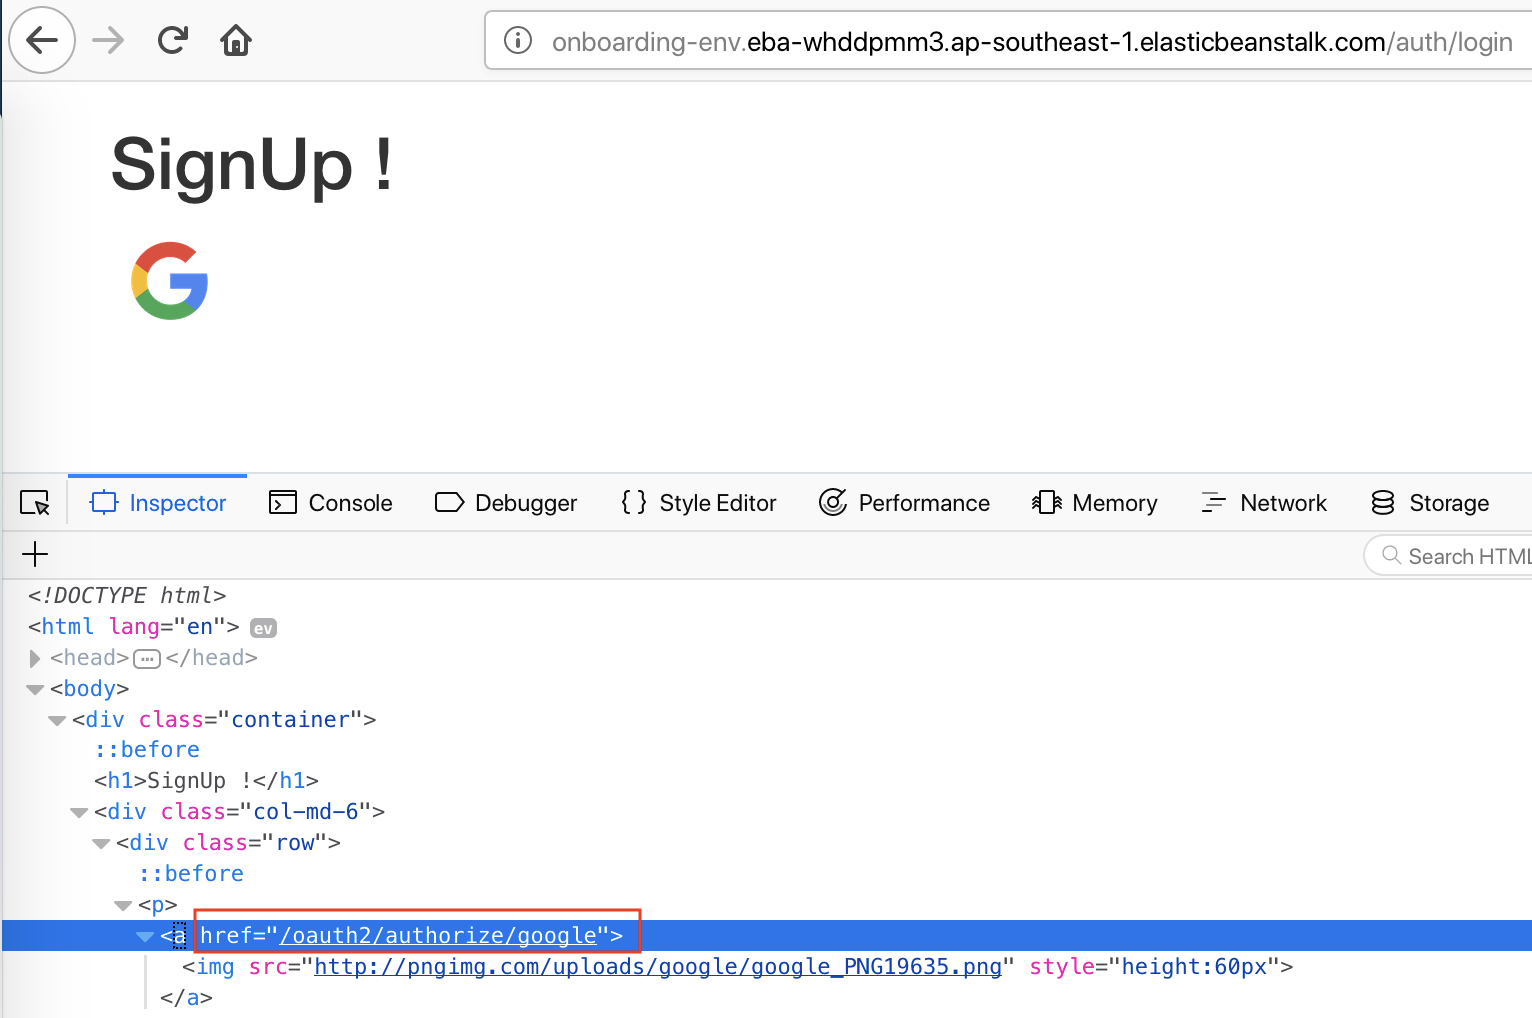 onboarding-env.eba-whddpmm3.ap-southeast-1.elasticbeanstalk.com/auth/login
SignUp !
Inspector Console Debugger {} Style Editor Performance Memory Network Storage
Search HTML
<!DOCTYPE html>
<html lang="en"> ev
<head>…</head>
<body>
<div class="container">
::before
<h1>SignUp !</h1>
<div class="col-md-6">
<div class="row">
::before
<p>
<a href="/oauth2/authorize/google">
<img src="http://pngimg.com/uploads/google/google_PNG19635.png" style="height:60px">
</a>